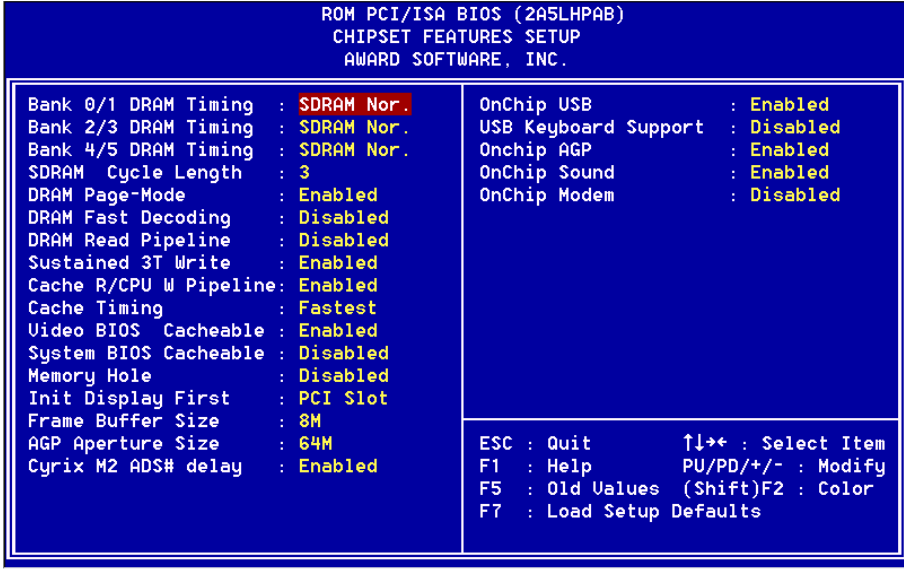 ROM PCI/ISA BIOS (2A5LHPAB)
CHIPSET FEATURES SETUP
AWARD SOFTWARE, INC.
Bank 0/1 DRAM Timing : SDRAM Nor.
Bank 2/3 DRAM Timing : SDRAM Nor.
Bank 4/5 DRAM Timing : SDRAM Nor.
SDRAM Cycle Length : 3
DRAM Page-Mode : Enabled
DRAM Fast Decoding : Disabled
DRAM Read Pipeline : Disabled
Sustained 3T Write : Enabled
Cache R/CPU W Pipeline: Enabled
Cache Timing : Fastest
Video BIOS Cacheable : Enabled
System BIOS Cacheable : Disabled
Memory Hole : Disabled
Init Display First : PCI Slot
Frame Buffer Size : 8M
AGP Aperture Size : 64M
Cyrix M2 ADS# delay : Enabled
OnChip USB : Enabled
USB Keyboard Support : Disabled
Onchip AGP : Enabled
OnChip Sound : Enabled
OnChip Modem : Disabled
ESC : Quit ↑↓→← : Select Item
F1 : Help PU/PD/+/- : Modify
F5 : Old Values (Shift)F2 : Color
F7 : Load Setup Defaults